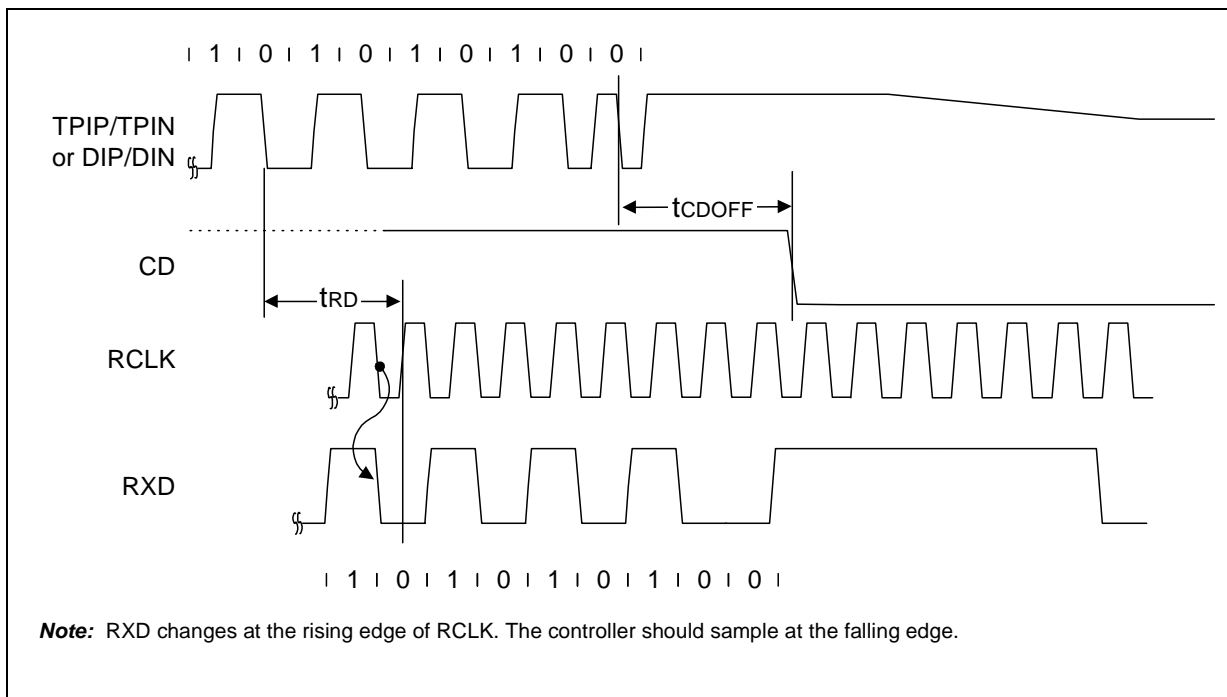 1 0 1 0 1 0 1 0 0
TPIP/TPIN
or DIP/DIN
tCDOFF
CD
tRD
RCLK
RXD
1 0 1 0 1 0 1 0 0
Note: RXD changes at the rising edge of RCLK. The controller should sample at the falling edge.